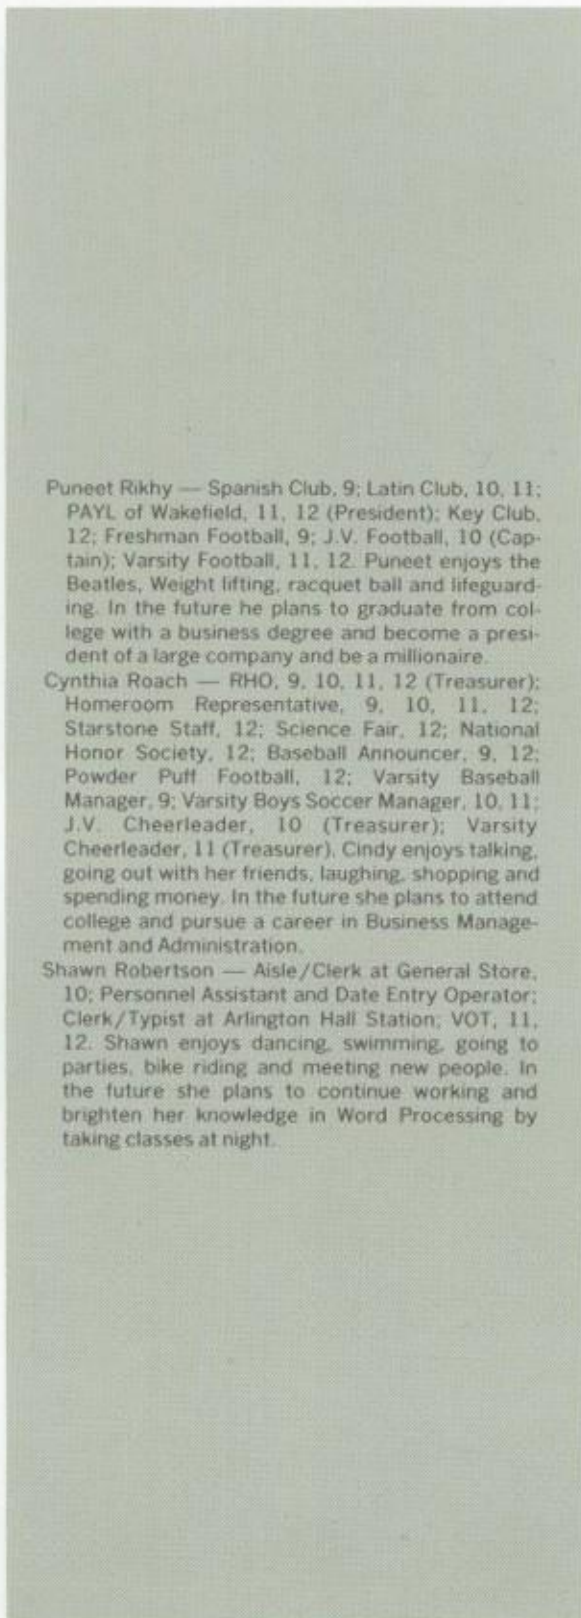 Puneet Rikhy — Spanish Club, 9; Latin Club, 10, 11;
PAYL of Wakefield, 11, 12 (President); Key Club,
12; Freshman Football, 9; J.V. Football, 10 (Cap-
tain); Varsity Football, 11, 12. Puneet enjoys the
Beatles, Weight lifting, racquet ball and lifeguard-
ing. In the future he plans to graduate from col-
lege with a business degree and become a presi-
dent of a large company and be a millionaire.
Cynthia Roach — RHO, 9, 10, 11, 12 (Treasurer);
Homeroom Representative, 9, 10, 11, 12;
Starstone Staff, 12; Science Fair, 12; National
Honor Society, 12; Baseball Announcer, 9, 12;
Powder Puff Football, 12; Varsity Baseball
Manager, 9; Varsity Boys Soccer Manager, 10, 11;
J.V. Cheerleader, 10 (Treasurer); Varsity
Cheerleader, 11 (Treasurer). Cindy enjoys talking,
going out with her friends, laughing, shopping and
spending money. In the future she plans to attend
college and pursue a career in Business Manage-
ment and Administration.
Shawn Robertson — Aisle/Clerk at General Store,
10; Personnel Assistant and Date Entry Operator;
Clerk/Typist at Arlington Hall Station; VOT, 11,
12. Shawn enjoys dancing, swimming, going to
parties, bike riding and meeting new people. In
the future she plans to continue working and
brighten her knowledge in Word Processing by
taking classes at night.